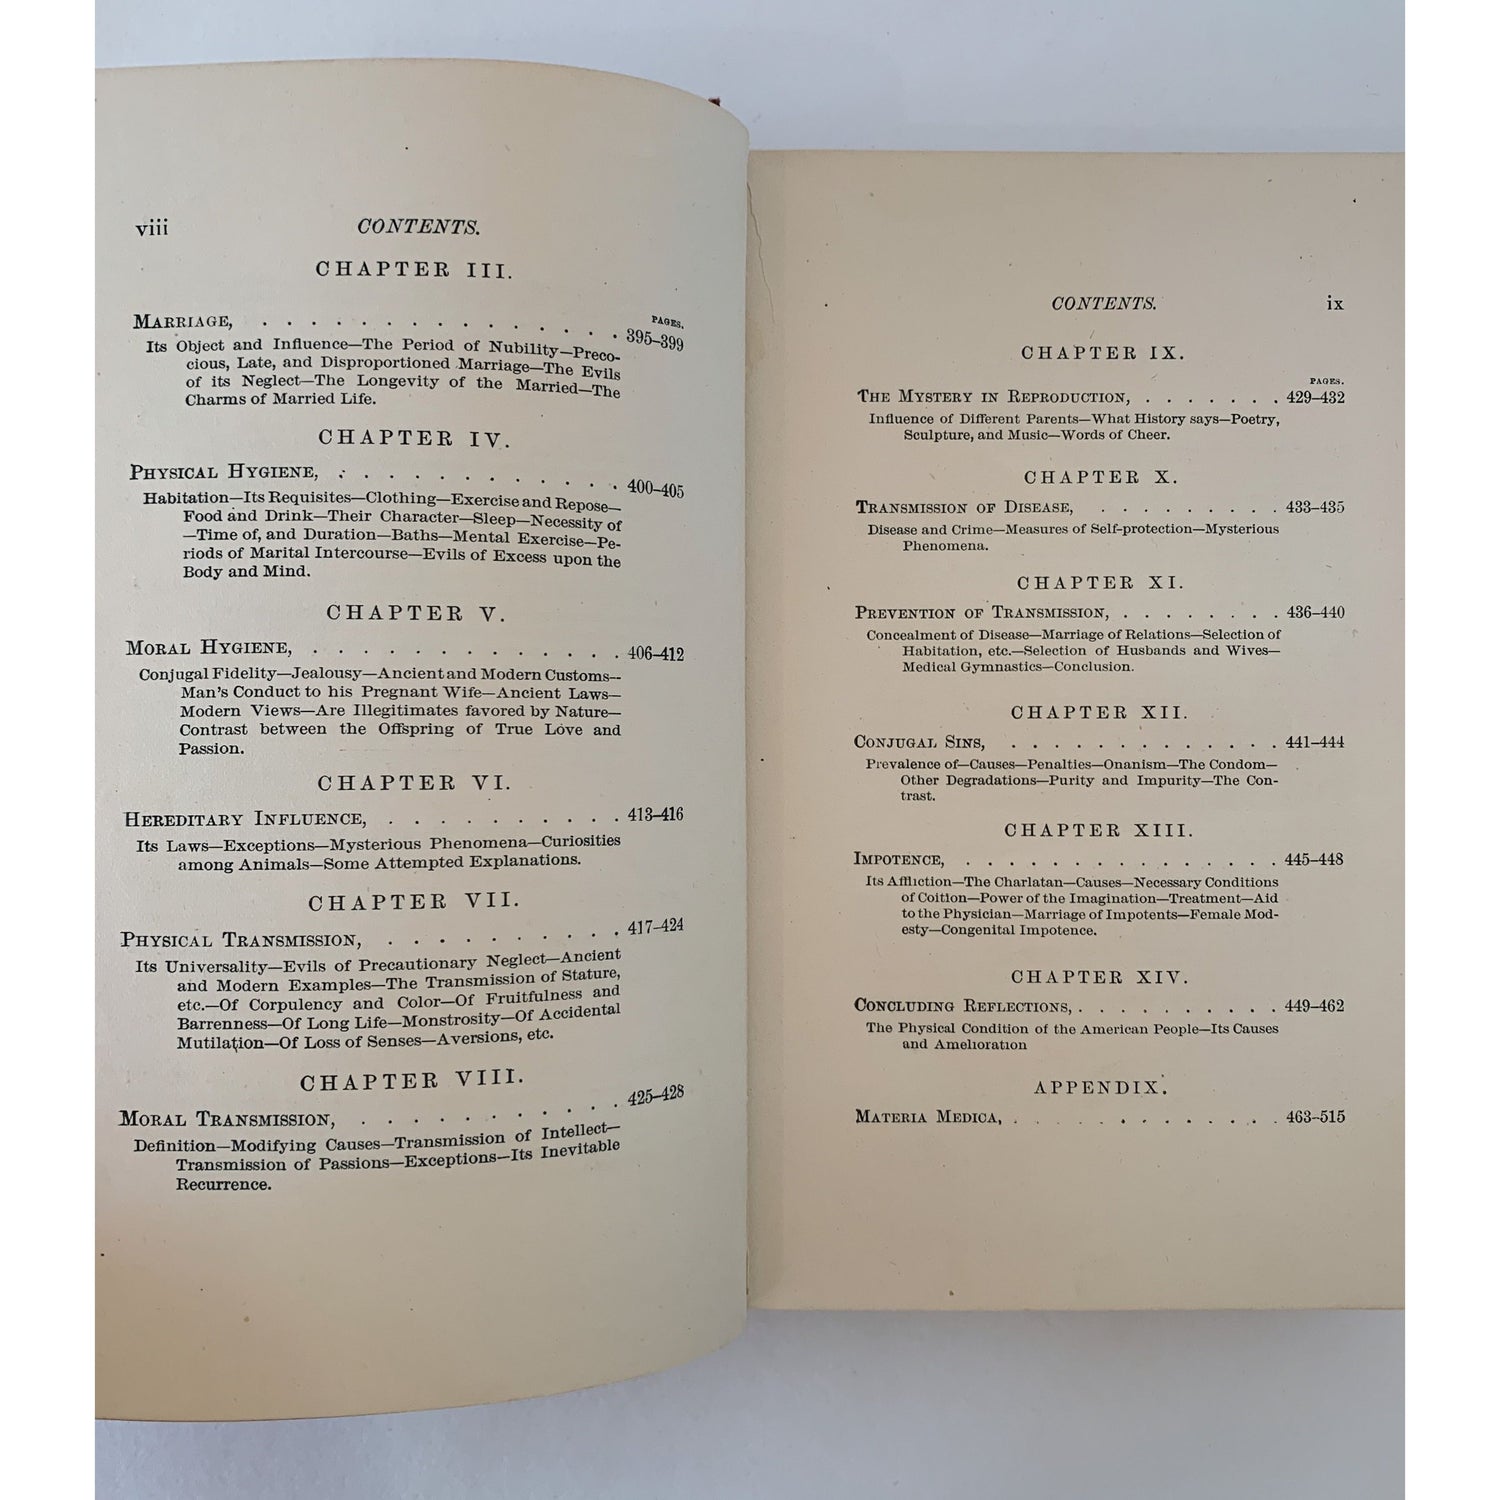 viii CONTENTS.
CHAPTER III.
PAGES.
MARRIAGE, . . . . . . . . . . . . . . . 395–399
Its Object and Influence—The Period of Nubility—Preco-
cious, Late, and Disproportioned Marriage—The Evils
of its Neglect—The Longevity of the Married—The
Charms of Married Life.
CHAPTER IV.
PHYSICAL HYGIENE, . . . . . . . . . . . . 400–405
Habitation—Its Requisites—Clothing—Exercise and Repose—
Food and Drink—Their Character—Sleep—Necessity of
—Time of, and Duration—Baths—Mental Exercise—Pe-
riods of Marital Intercourse—Evils of Excess upon the
Body and Mind.
CHAPTER V.
MORAL HYGIENE, . . . . . . . . . . . . . 406–412
Conjugal Fidelity—Jealousy—Ancient and Modern Customs—
Man's Conduct to his Pregnant Wife—Ancient Laws—
Modern Views—Are Illegitimates favored by Nature—
Contrast between the Offspring of True Love and
Passion.
CHAPTER VI.
HEREDITARY INFLUENCE, . . . . . . . . . . 413–416
Its Laws—Exceptions—Mysterious Phenomena—Curiosities
among Animals—Some Attempted Explanations.
CHAPTER VII.
PHYSICAL TRANSMISSION, . . . . . . . . . . 417–424
Its Universality—Evils of Precautionary Neglect—Ancient
and Modern Examples—The Transmission of Stature,
etc.—Of Corpulency and Color—Of Fruitfulness and
Barrenness—Of Long Life—Monstrosity—Of Accidental
Mutilation—Of Loss of Senses—Aversions, etc.
CHAPTER VIII.
MORAL TRANSMISSION, . . . . . . . . . . . 425–428
Definition—Modifying Causes—Transmission of Intellect—
Transmission of Passions—Exceptions—Its Inevitable
Recurrence.
CONTENTS. ix
CHAPTER IX.
PAGES.
THE MYSTERY IN REPRODUCTION, . . . . . . . 429–432
Influence of Different Parents—What History says—Poetry,
Sculpture, and Music—Words of Cheer.
CHAPTER X.
TRANSMISSION OF DISEASE, . . . . . . . . . 433–435
Disease and Crime—Measures of Self-protection—Mysterious
Phenomena.
CHAPTER XI.
PREVENTION OF TRANSMISSION, . . . . . . . . 436–440
Concealment of Disease—Marriage of Relations—Selection of
Habitation, etc.—Selection of Husbands and Wives—
Medical Gymnastics—Conclusion.
CHAPTER XII.
CONJUGAL SINS, . . . . . . . . . . . . . 441–444
Prevalence of—Causes—Penalties—Onanism—The Condom—
Other Degradations—Purity and Impurity—The Con-
trast.
CHAPTER XIII.
IMPOTENCE, . . . . . . . . . . . . . . . 445–448
Its Affliction—The Charlatan—Causes—Necessary Conditions
of Coition—Power of the Imagination—Treatment—Aid
to the Physician—Marriage of Impotents—Female Mod-
esty—Congenital Impotence.
CHAPTER XIV.
CONCLUDING REFLECTIONS, . . . . . . . . . . 449–462
The Physical Condition of the American People—Its Causes
and Amelioration
APPENDIX.
MATERIA MEDICA, . . . . . . . . . . . 463–515